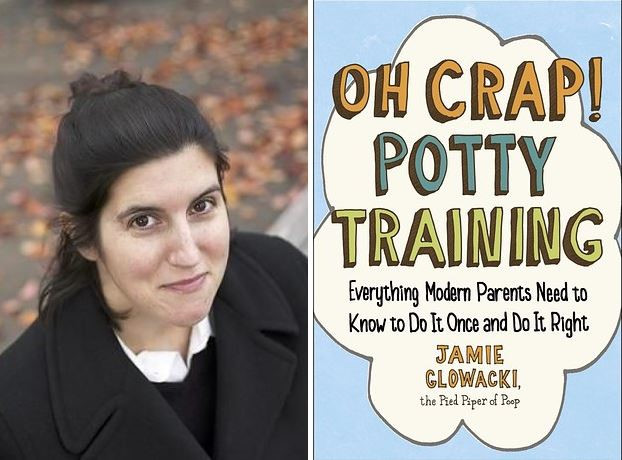 OH CRAP!
POTTY
TRAINING
Everything Modern Parents Need to
Know to Do It Once and Do It Right
JAMIE
GLOWACKI,
the Pied Piper of Poop